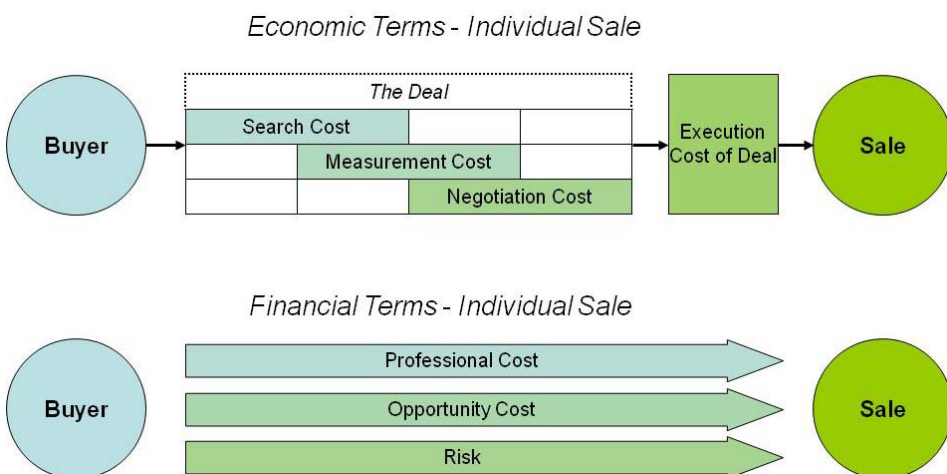 Economic Terms - Individual Sale
The Deal
Buyer
Search Cost
Measurement Cost
Negotiation Cost
Execution
Cost of Deal
Sale
Financial Terms - Individual Sale
Buyer
Professional Cost
Opportunity Cost
Risk
Sale